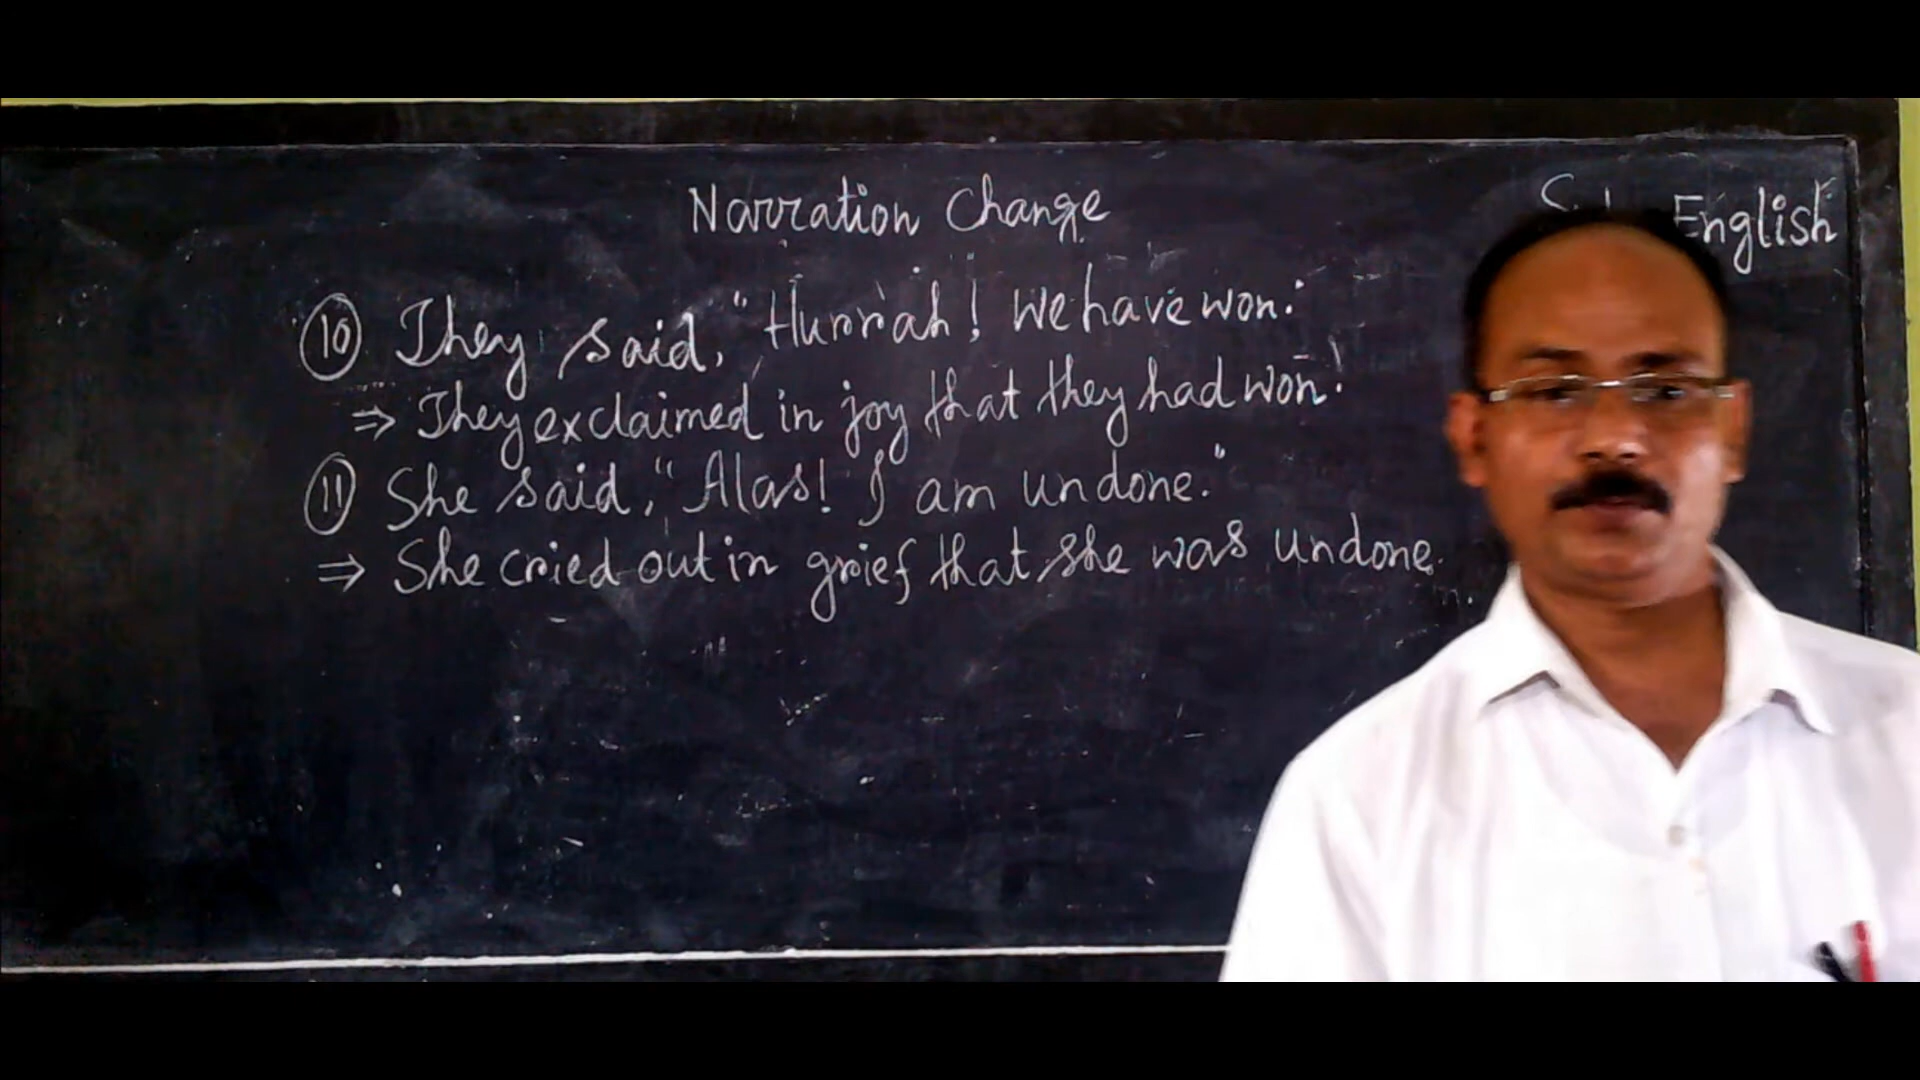 Narration Change
English
⑩ They said, "Hurrah! We have won."
⇒ They exclaimed in joy that they had won.
⑪ She said, "Alas! I am undone."
⇒ She cried out in grief that she was undone.